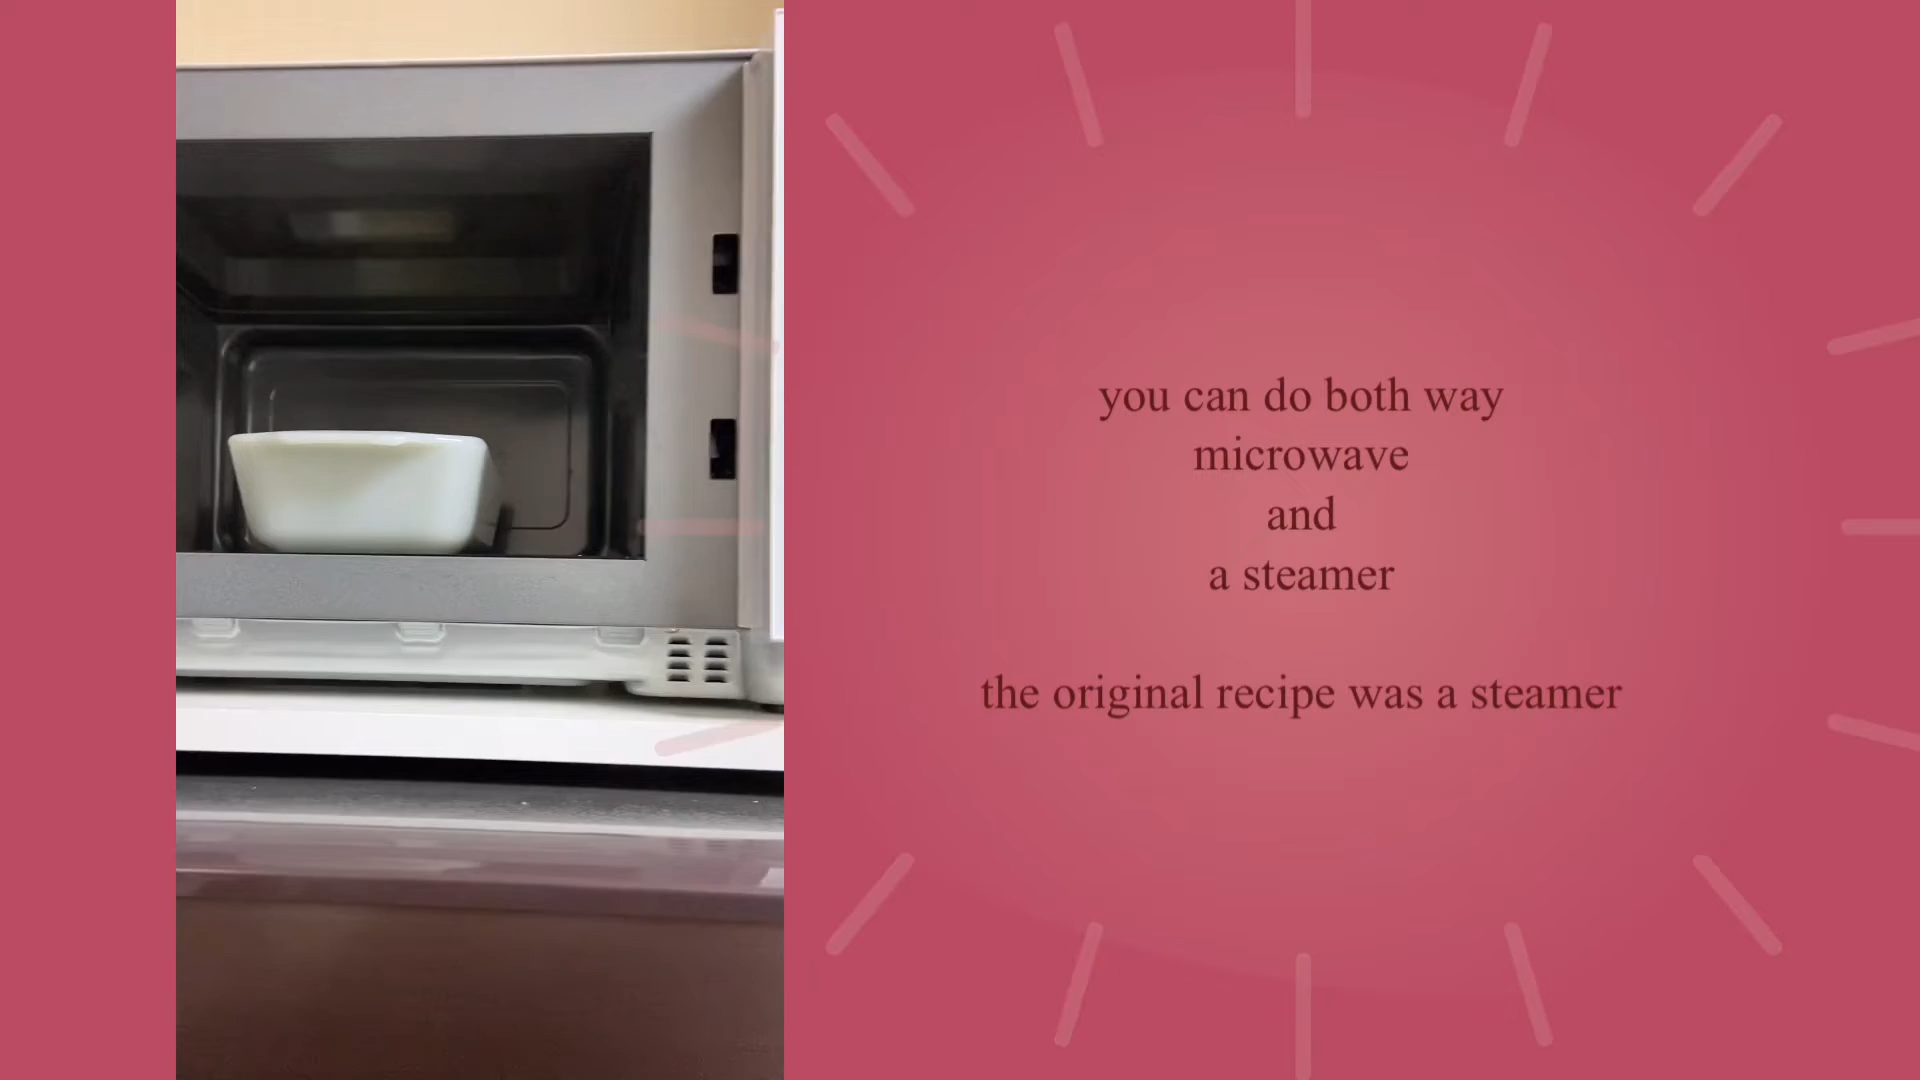 you can do both way
microwave
and
a steamer
the original recipe was a steamer